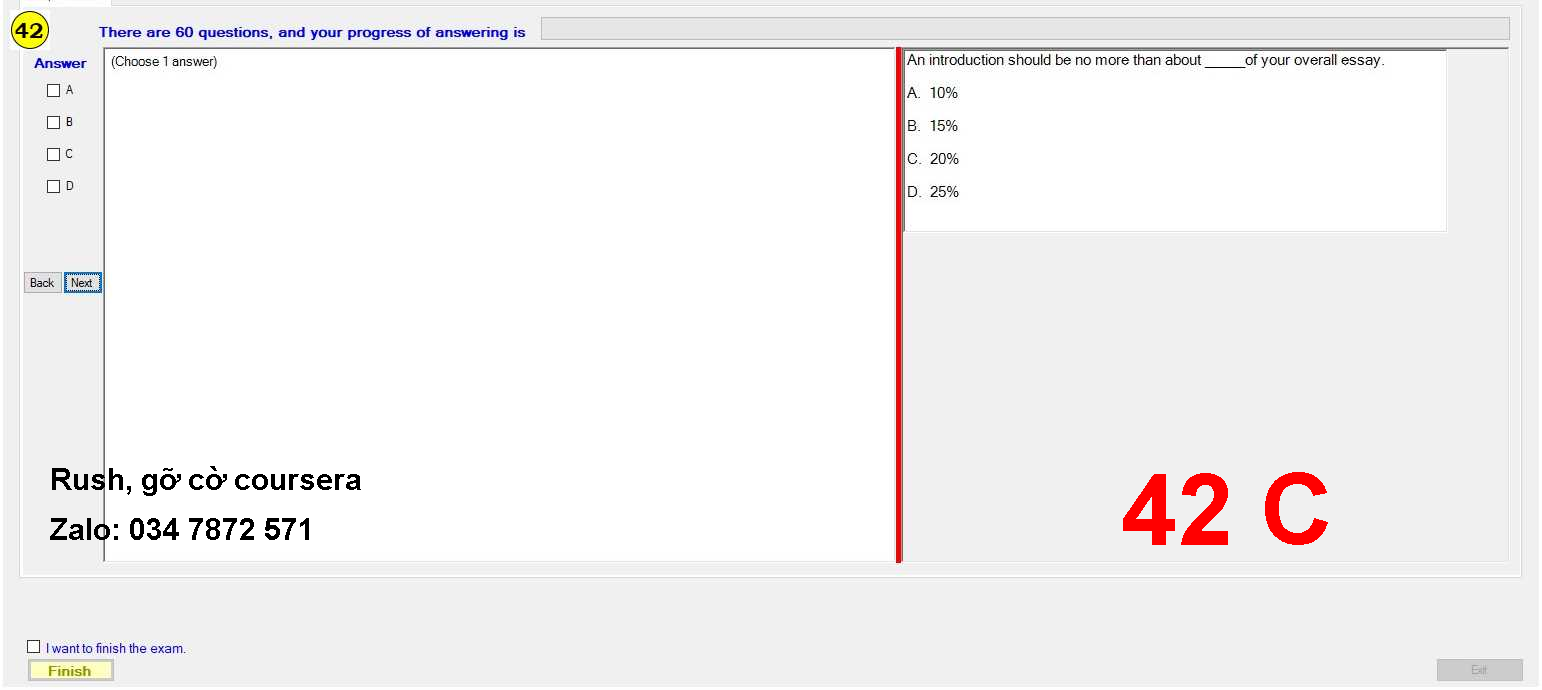 42
There are 60 questions, and your progress of answering is
Answer
(Choose 1 answer)
A
B
C
D
Back Next
An introduction should be no more than about _____of your overall essay.
A. 10%
B. 15%
C. 20%
D. 25%
Rush, gỡ cờ coursera
Zalo: 034 7872 571
42 C
I want to finish the exam.
Finish
Exit